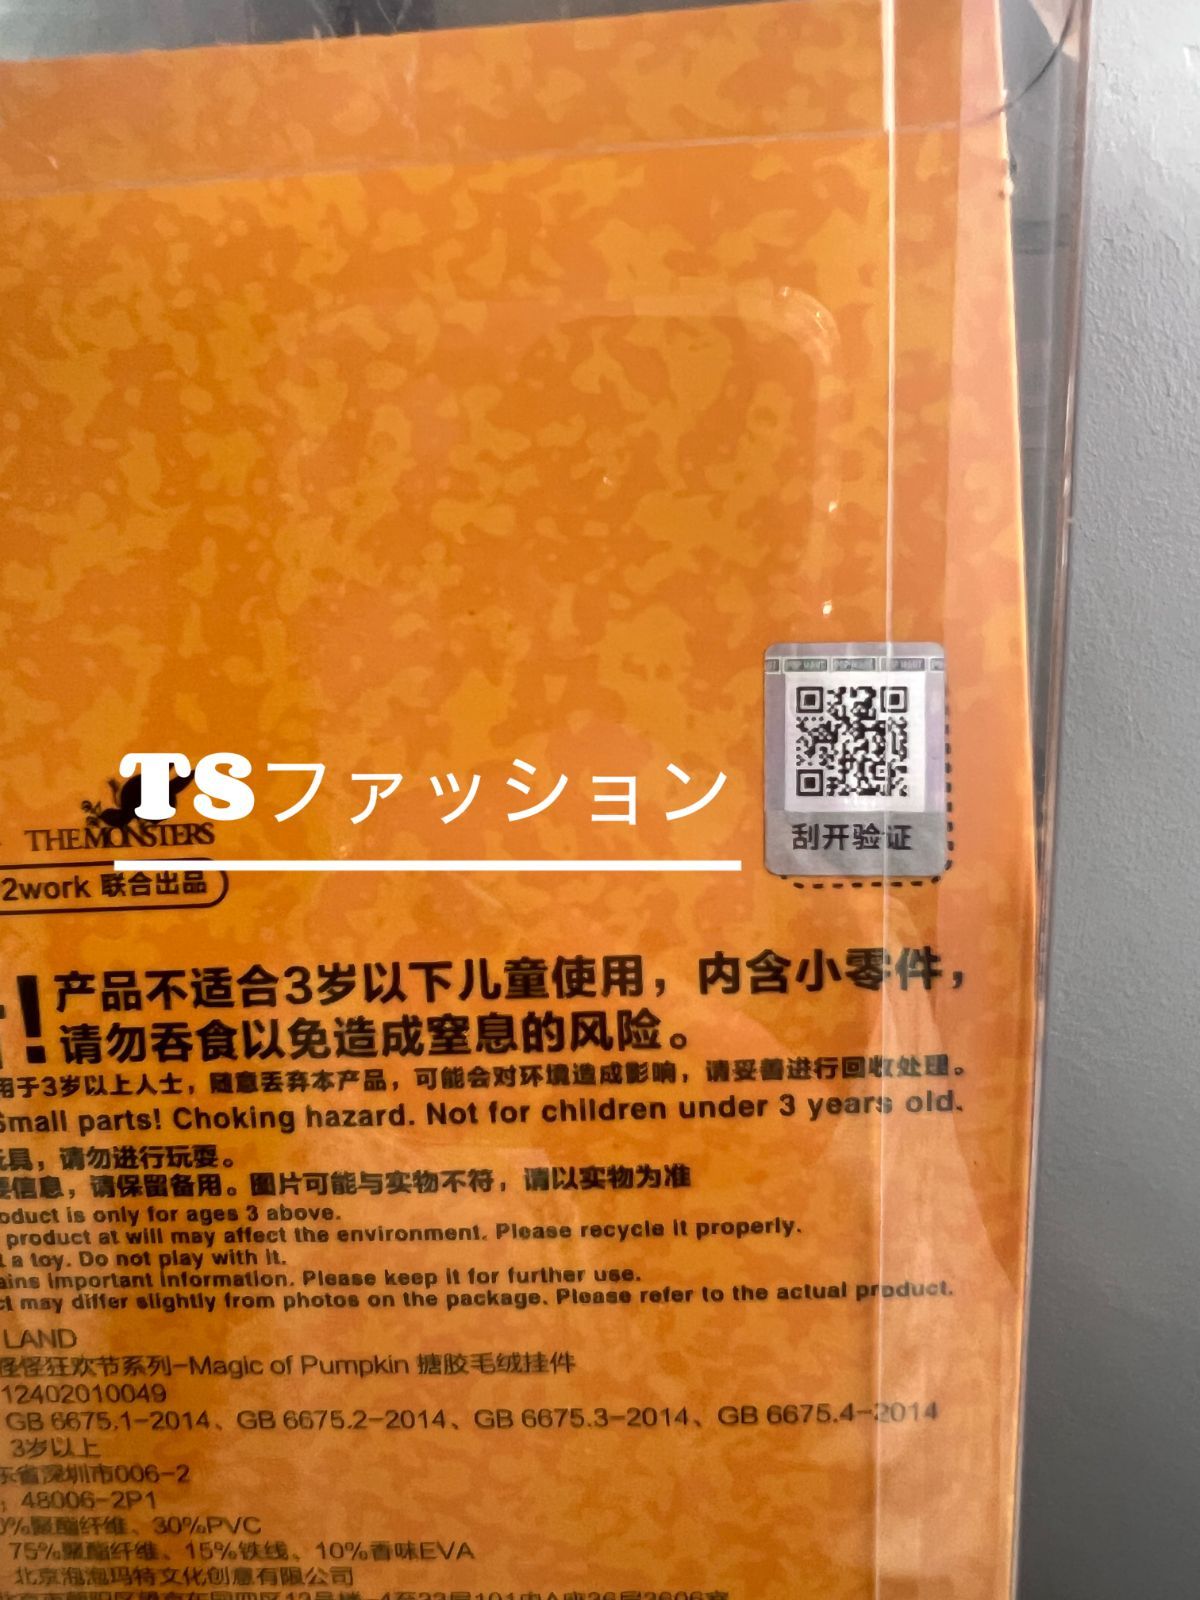 POP MART POP MART POP MART
TSファッション
THE MONSTERS
刮开验证
2work 联合出品
！产品不适合3岁以下儿童使用，内含小零件，
请勿吞食以免造成窒息的风险。
用于3岁以上人士，随意丢弃本产品，可能会对环境造成影响，请妥善进行回收处理。
Small parts! Choking hazard. Not for children under 3 years old.
玩具，请勿进行玩耍。
要信息，请保留备用。图片可能与实物不符，请以实物为准
oduct is only for ages 3 above.
product at will may affect the environment. Please recycle it properly.
t a toy. Do not play with it.
ains important information. Please keep it for further use.
ct may differ slightly from photos on the package. Please refer to the actual product.
LAND
怪怪狂欢节系列-Magic of Pumpkin 搪胶毛绒挂件
12402010049
GB 6675.1-2014、GB 6675.2-2014、GB 6675.3-2014、GB 6675.4-2014
3岁以上
东省深圳市006-2
, 48006-2P1
0%聚酯纤维、30%PVC
75%聚酯纤维、15%铁线、10%香味EVA
北京泡泡玛特文化创意有限公司